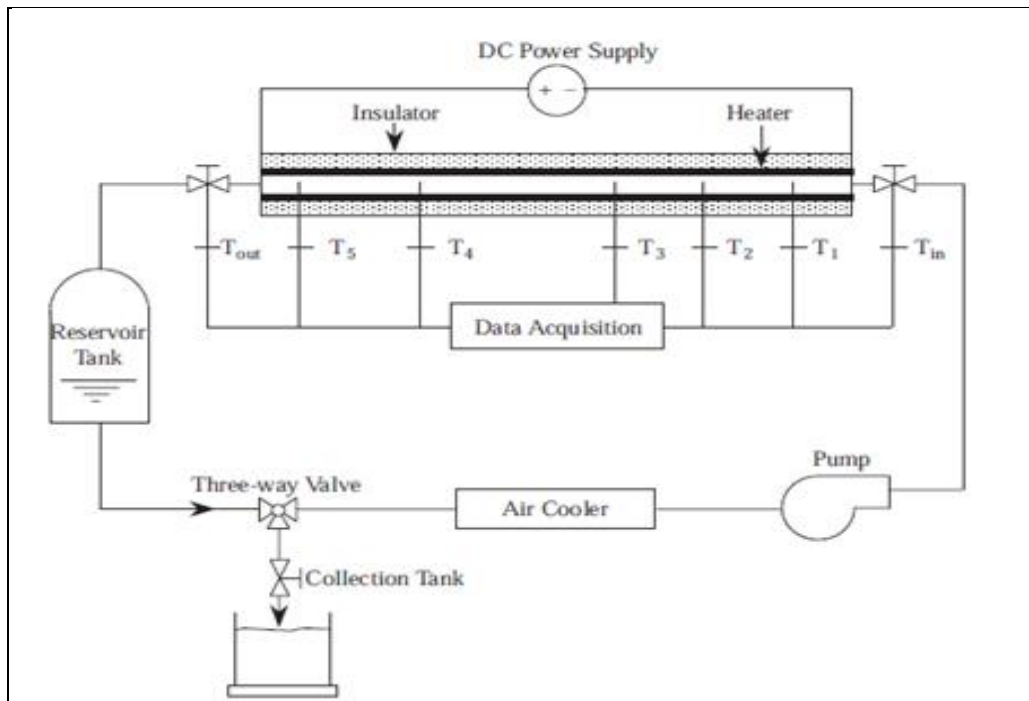 DC Power Supply
+ −
Insulator
Heater
T_out
T_5
T_4
T_3
T_2
T_1
T_in
Data Acquisition
Reservoir
Tank
Pump
Three-way Valve
Air Cooler
Collection Tank